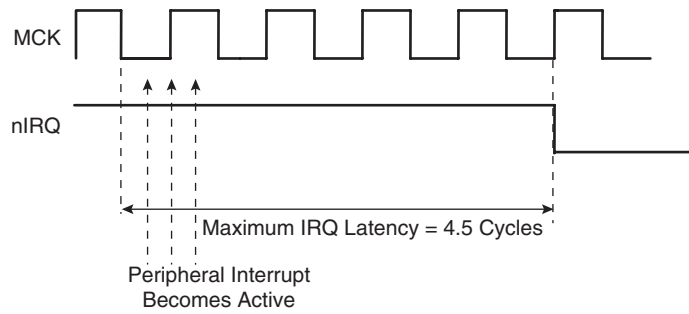 MCK
nIRQ
Maximum IRQ Latency = 4.5 Cycles
Peripheral Interrupt
Becomes Active